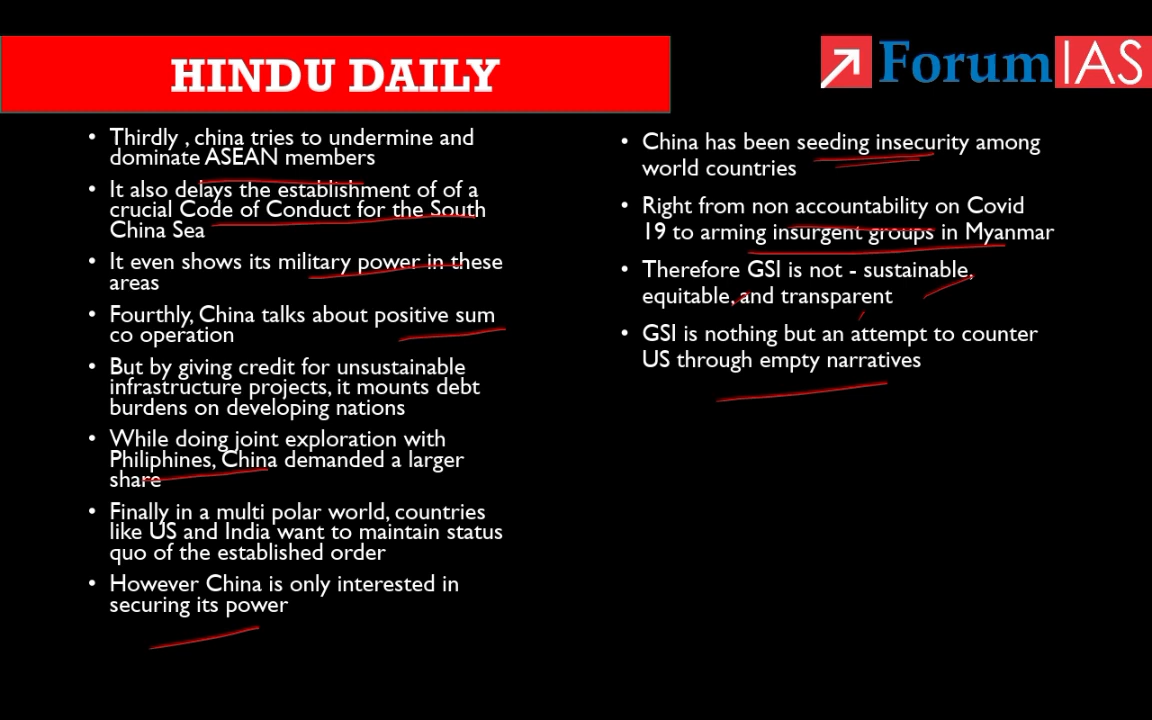 HINDU DAILY
Forum IAS
• Thirdly , china tries to undermine and
dominate ASEAN members
• It also delays the establishment of of a
crucial Code of Conduct for the South
China Sea
• It even shows its military power in these
areas
• Fourthly, China talks about positive sum
co operation
• But by giving credit for unsustainable
infrastructure projects, it mounts debt
burdens on developing nations
• While doing joint exploration with
Philiphines, China demanded a larger
share
• Finally in a multi polar world, countries
like US and India want to maintain status
quo of the established order
• However China is only interested in
securing its power
• China has been seeding insecurity among
world countries
• Right from non accountability on Covid
19 to arming insurgent groups in Myanmar
• Therefore GSI is not - sustainable,
equitable, and transparent
• GSI is nothing but an attempt to counter
US through empty narratives